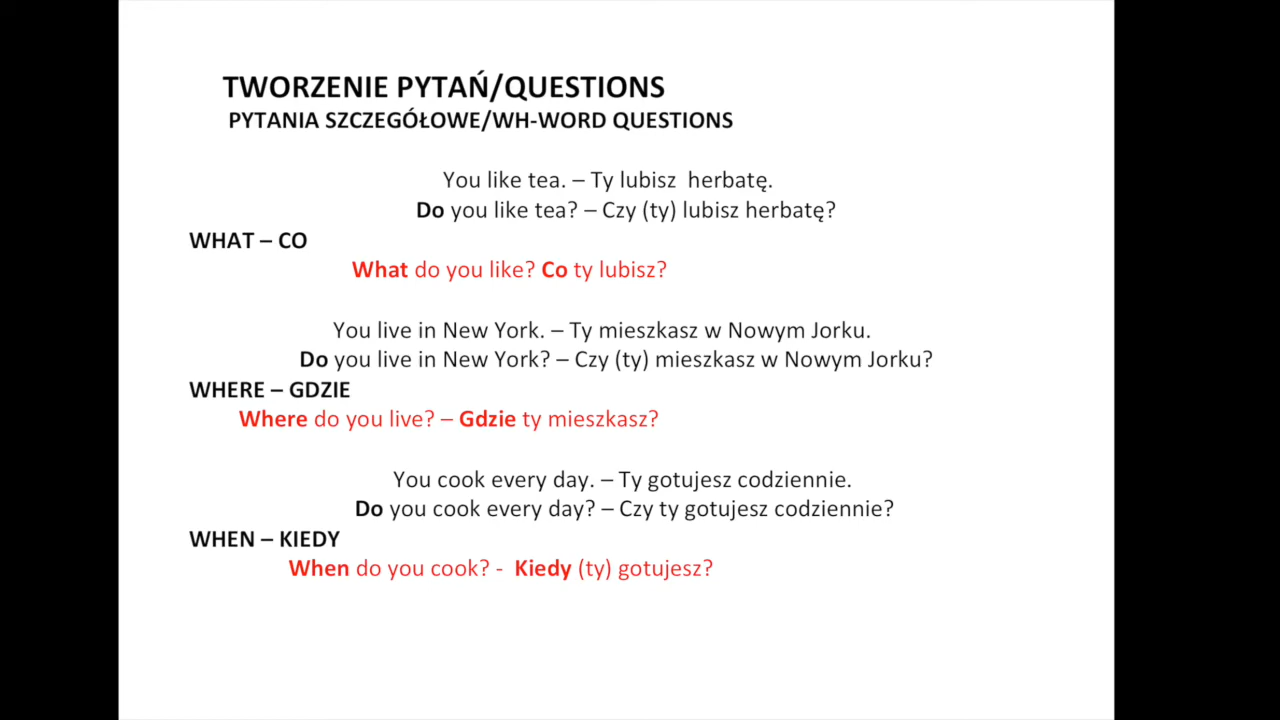 TWORZENIE PYTAŃ/QUESTIONS
PYTANIA SZCZEGÓŁOWE/WH-WORD QUESTIONS
You like tea. – Ty lubisz  herbatę.
Do you like tea? – Czy (ty) lubisz herbatę?
WHAT – CO
What do you like? Co ty lubisz?
You live in New York. – Ty mieszkasz w Nowym Jorku.
Do you live in New York? – Czy (ty) mieszkasz w Nowym Jorku?
WHERE – GDZIE
Where do you live? – Gdzie ty mieszkasz?
You cook every day. – Ty gotujesz codziennie.
Do you cook every day? – Czy ty gotujesz codziennie?
WHEN – KIEDY
When do you cook? -  Kiedy (ty) gotujesz?